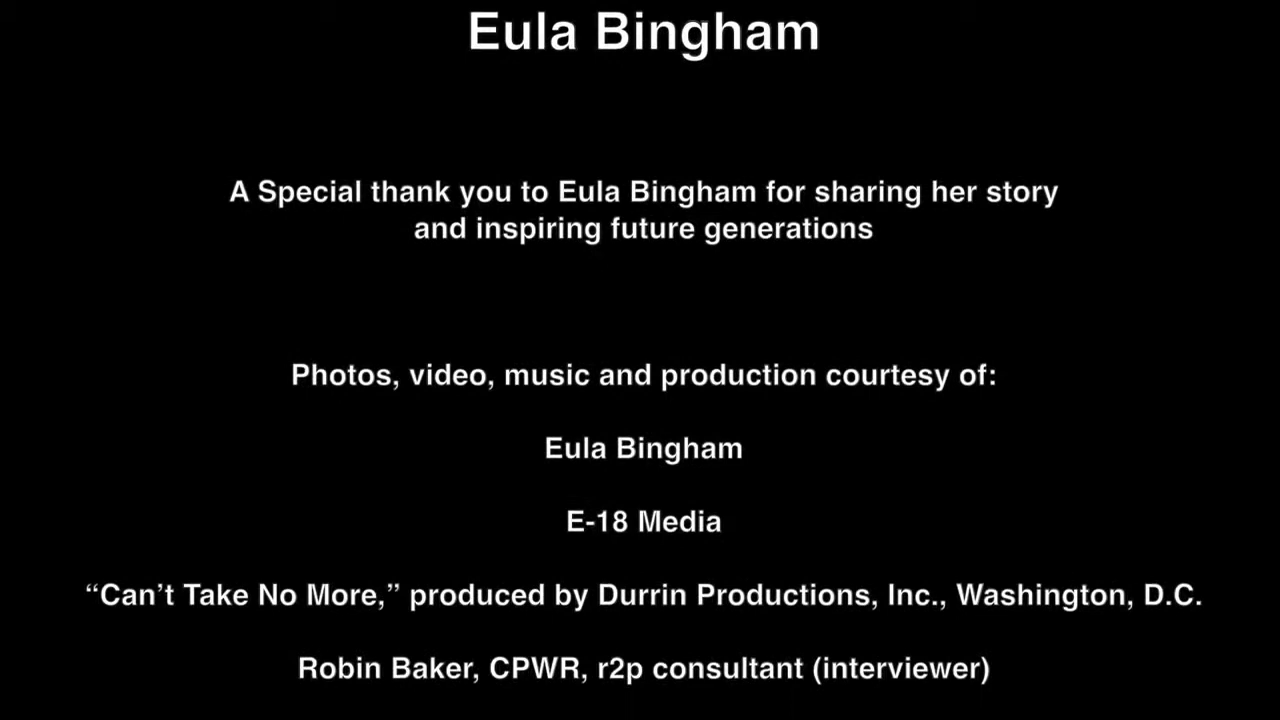 Eula Bingham
A Special thank you to Eula Bingham for sharing her story
and inspiring future generations
Photos, video, music and production courtesy of:
Eula Bingham
E-18 Media
“Can’t Take No More,” produced by Durrin Productions, Inc., Washington, D.C.
Robin Baker, CPWR, r2p consultant (interviewer)